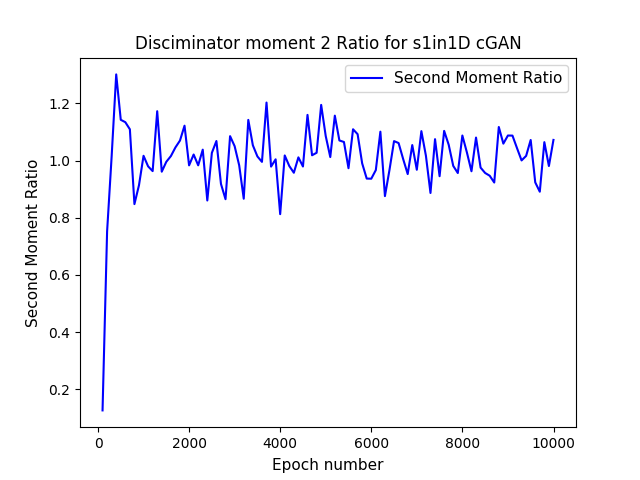 Disciminator moment 2 Ratio for s1in1D cGAN
Second Moment Ratio
1.2
1.0
0.8
0.6
0.4
0.2
Second Moment Ratio
0 2000 4000 6000 8000 10000
Epoch number